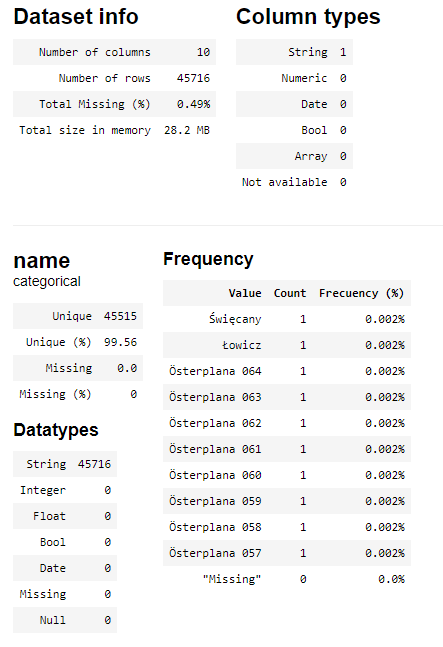 Dataset info
Number of columns 10
Number of rows 45716
Total Missing (%) 0.49%
Total size in memory 28.2 MB
Column types
String 1
Numeric 0
Date 0
Bool 0
Array 0
Not available 0
name
categorical
Unique 45515
Unique (%) 99.56
Missing 0.0
Missing (%) 0
Datatypes
String 45716
Integer 0
Float 0
Bool 0
Date 0
Missing 0
Null 0
Frequency
Value Count Frecuency (%)
Święcany 1 0.002%
Łowicz 1 0.002%
Österplana 064 1 0.002%
Österplana 063 1 0.002%
Österplana 062 1 0.002%
Österplana 061 1 0.002%
Österplana 060 1 0.002%
Österplana 059 1 0.002%
Österplana 058 1 0.002%
Österplana 057 1 0.002%
"Missing" 0 0.0%